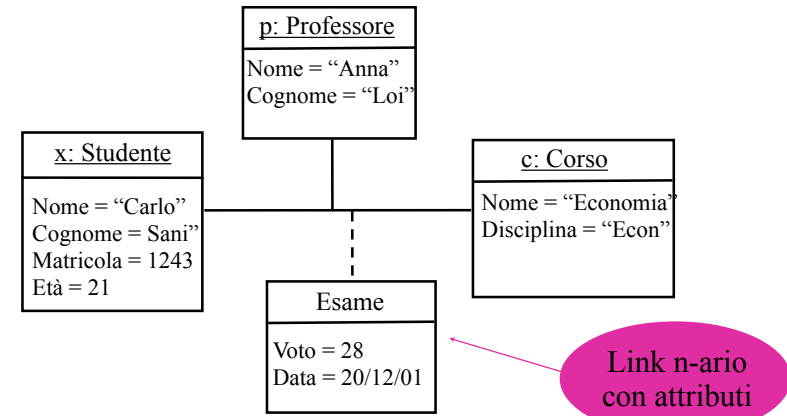 p: Professore
Nome = “Anna”
Cognome = “Loi”
x: Studente
Nome = “Carlo”
Cognome = Sani”
Matricola = 1243
Età = 21
c: Corso
Nome = “Economia”
Disciplina = “Econ”
Esame
Voto = 28
Data = 20/12/01
Link n-ario
con attributi